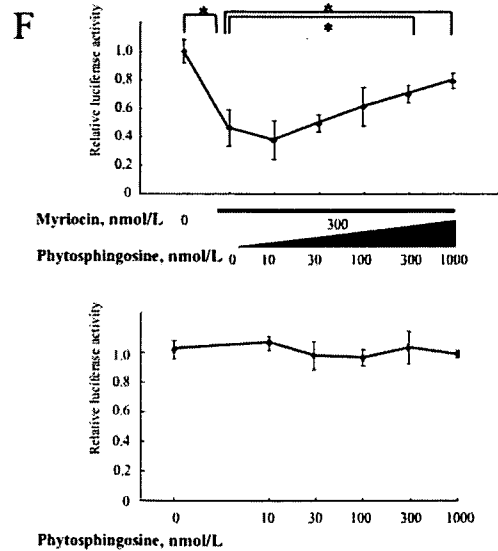 F
* *
*
Relative luciferase activity
1.0
0.8
0.6
0.4
0.2
0
Myriocin, nmol/L 0 300
Phytosphingosine, nmol/L 0 10 30 100 300 1000
Relative luciferase activity
1.0
0.8
0.6
0.4
0.2
0
0 10 30 100 300 1000
Phytosphingosine, nmol/L